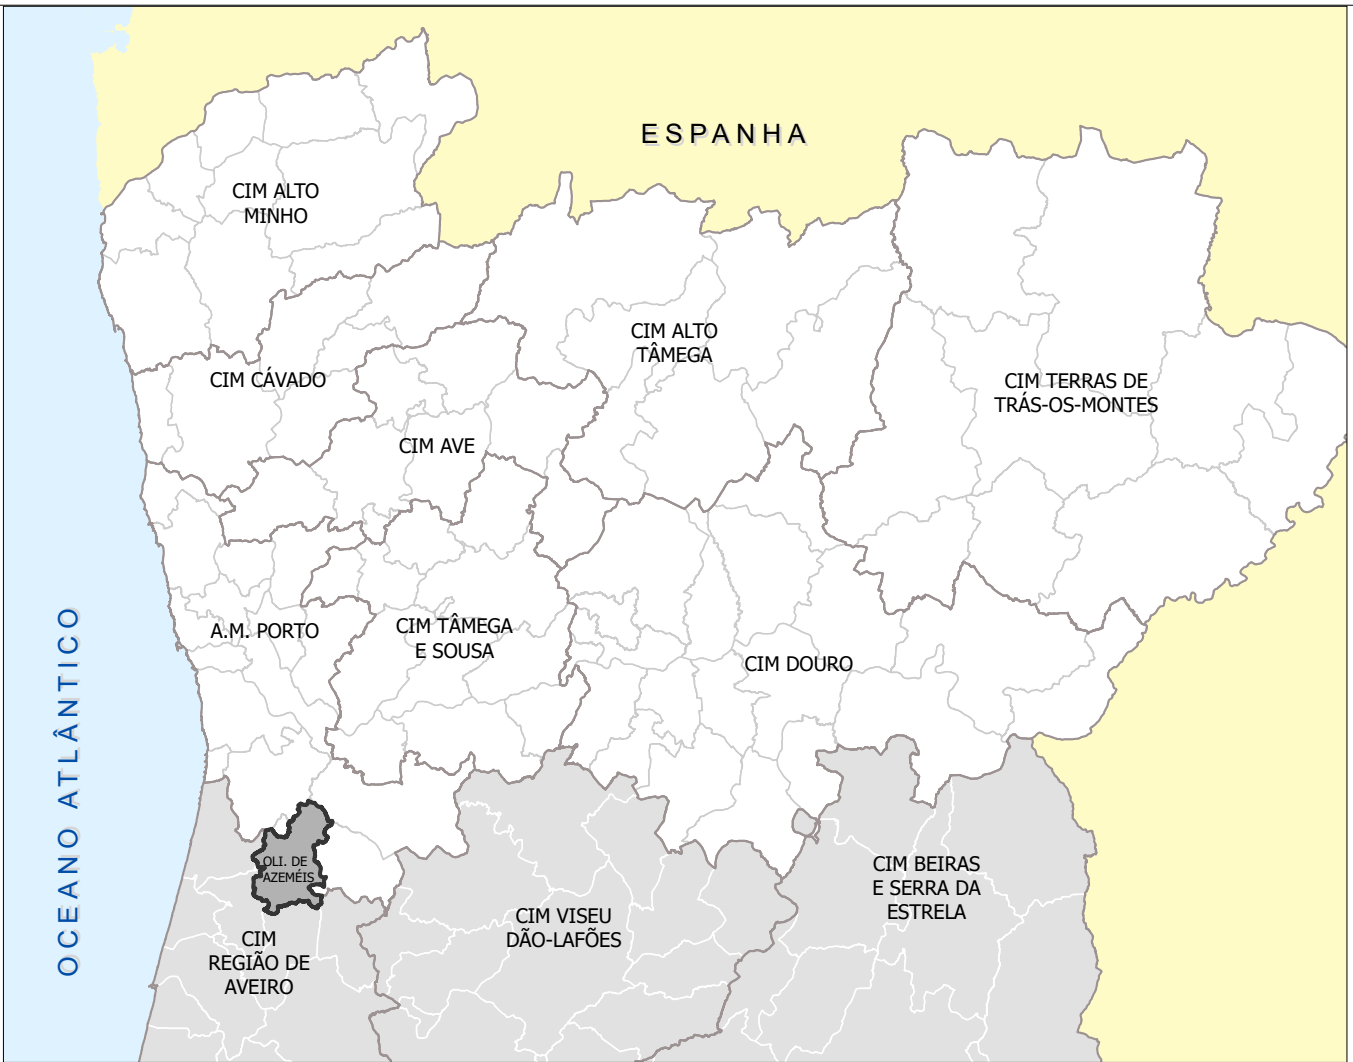 ESPANHA
CIM ALTO
MINHO
CIM ALTO
TÂMEGA
CIM CÁVADO
CIM TERRAS DE
TRÁS-OS-MONTES
CIM AVE
A.M. PORTO
CIM TÂMEGA
E SOUSA
CIM DOURO
OCEANO ATLÂNTICO
OLI. DE
AZEMÉIS
CIM BEIRAS
E SERRA DA
ESTRELA
CIM VISEU
DÃO-LAFÕES
CIM
REGIÃO DE
AVEIRO